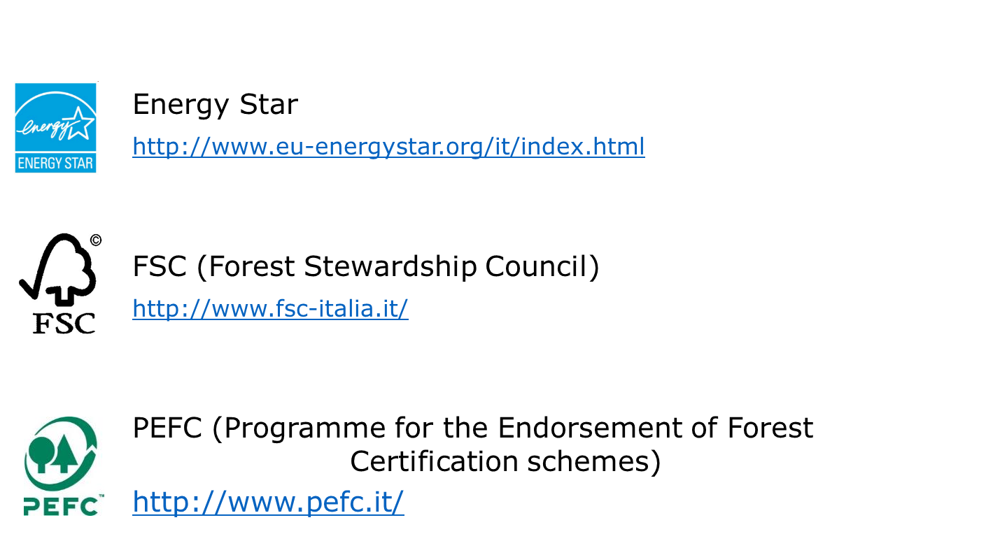 energy
ENERGY STAR
Energy Star
http://www.eu-energystar.org/it/index.html
©
FSC
FSC (Forest Stewardship Council)
http://www.fsc-italia.it/
PEFC™
PEFC (Programme for the Endorsement of Forest
Certification schemes)
http://www.pefc.it/